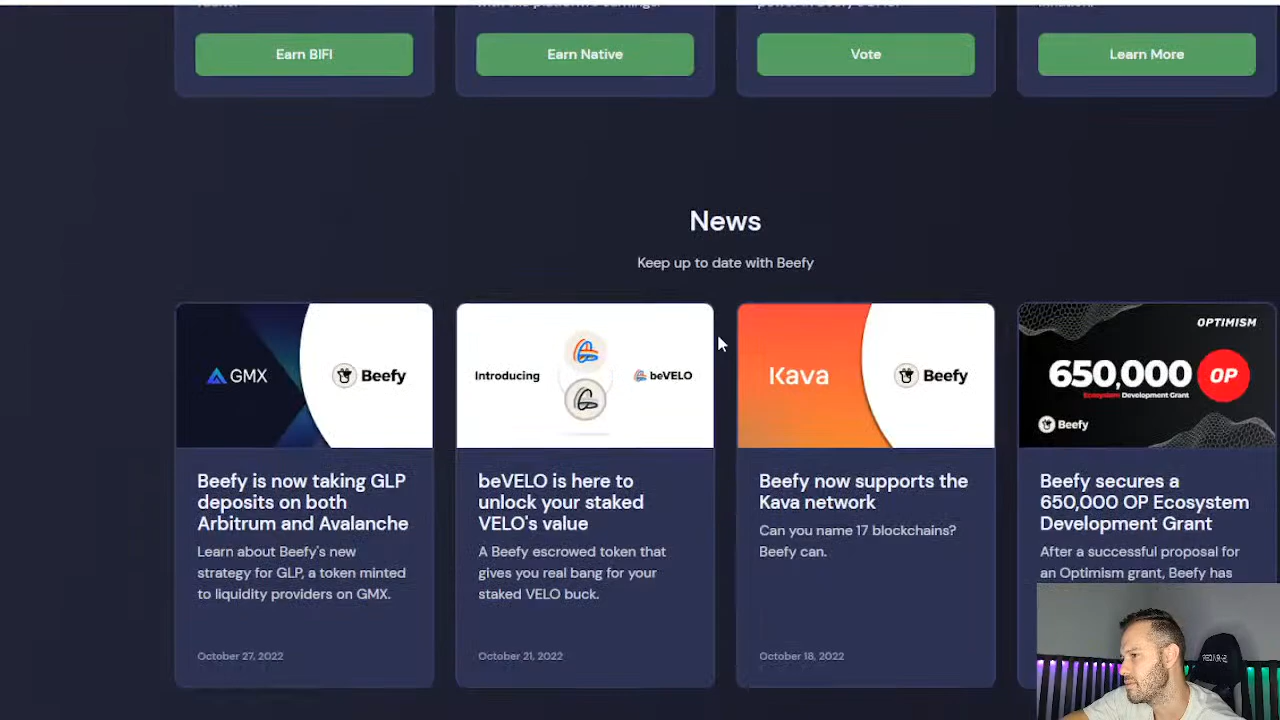 Earn BIFI
Earn Native
Vote
Learn More
News
Keep up to date with Beefy
GMX
Beefy
Introducing
beVELO
Kava
Beefy
OPTIMISM
650,000 OP
Ecosystem Development Grant
Beefy
Beefy is now taking GLP
deposits on both
Arbitrum and Avalanche
Learn about Beefy's new
strategy for GLP, a token minted
to liquidity providers on GMX.
October 27, 2022
beVELO is here to
unlock your staked
VELO's value
A Beefy escrowed token that
gives you real bang for your
staked VELO buck.
October 21, 2022
Beefy now supports the
Kava network
Can you name 17 blockchains?
Beefy can.
October 18, 2022
Beefy secures a
650,000 OP Ecosystem
Development Grant
After a successful proposal for
an Optimism grant, Beefy has